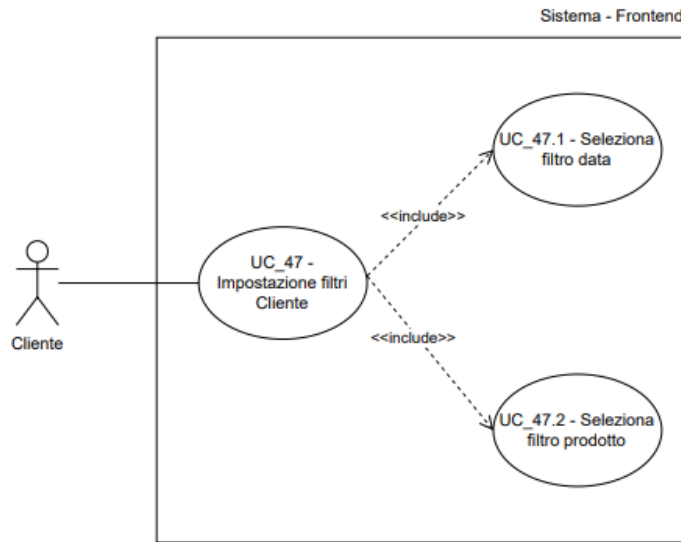 Sistema - Frontend
UC_47.1 - Seleziona
filtro data
<<include>>
UC_47 -
Impostazione filtri
Cliente
Cliente
<<include>>
UC_47.2 - Seleziona
filtro prodotto